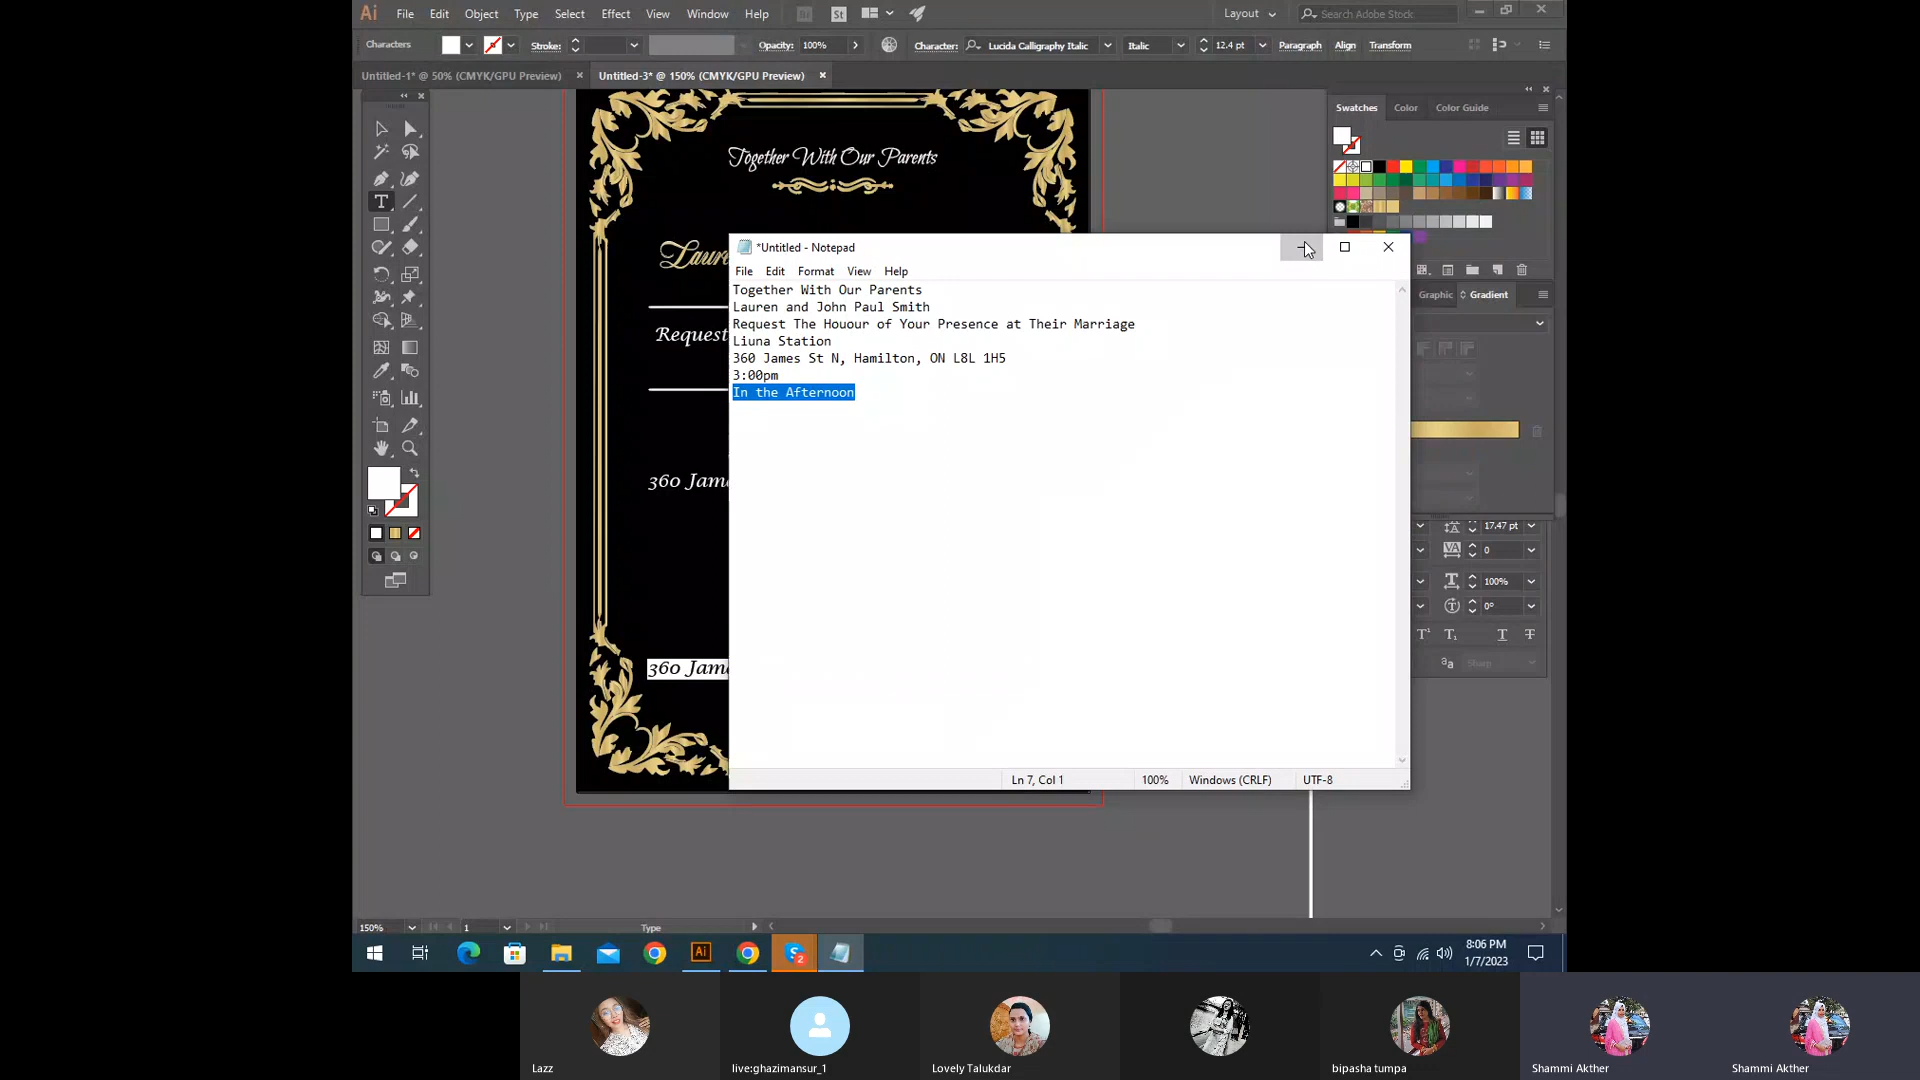 Ai File Edit Object Type Select Effect View Window Help St Layout Search Adobe Stock
Characters Stroke: Opacity: 100% Character: Lucida Calligraphy Italic Italic 12.4 pt Paragraph Align Transform
Untitled-1* @ 50% (CMYK/GPU Preview) Untitled-3* @ 150% (CMYK/GPU Preview)
Swatches Color Color Guide
Together With Our Parents
Laure
Request
360 Jame
360 Jame
*Untitled - Notepad
File Edit Format View Help
Together With Our Parents
Lauren and John Paul Smith
Request The Houour of Your Presence at Their Marriage
Liuna Station
360 James St N, Hamilton, ON L8L 1H5
3:00pm
In the Afternoon
Ln 7, Col 1 100% Windows (CRLF) UTF-8
Graphic Gradient
17.47 pt
0
100%
0°
Sharp
150% 1 Type
8:06 PM
1/7/2023
Lazz
live:ghazimansur_1
Lovely Talukdar
bipasha tumpa
Shammi Akther
Shammi Akther